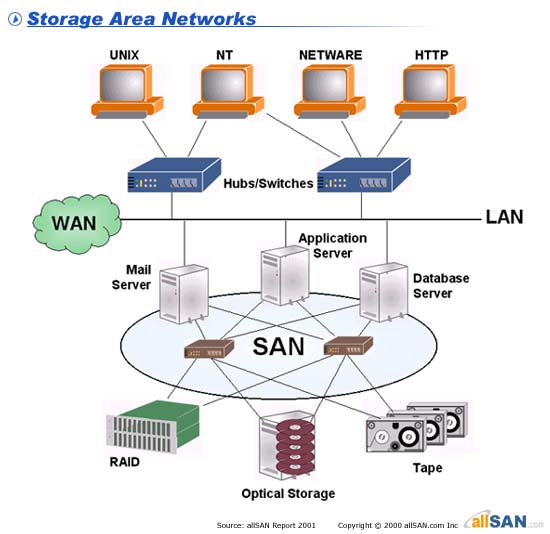 Storage Area Networks
UNIX
NT
NETWARE
HTTP
Hubs/Switches
WAN
LAN
Application
Server
Mail
Server
Database
Server
SAN
RAID
Tape
Optical Storage
Source: allSAN Report 2001
Copyright © 2000 allSAN.com Inc
allSAN.com